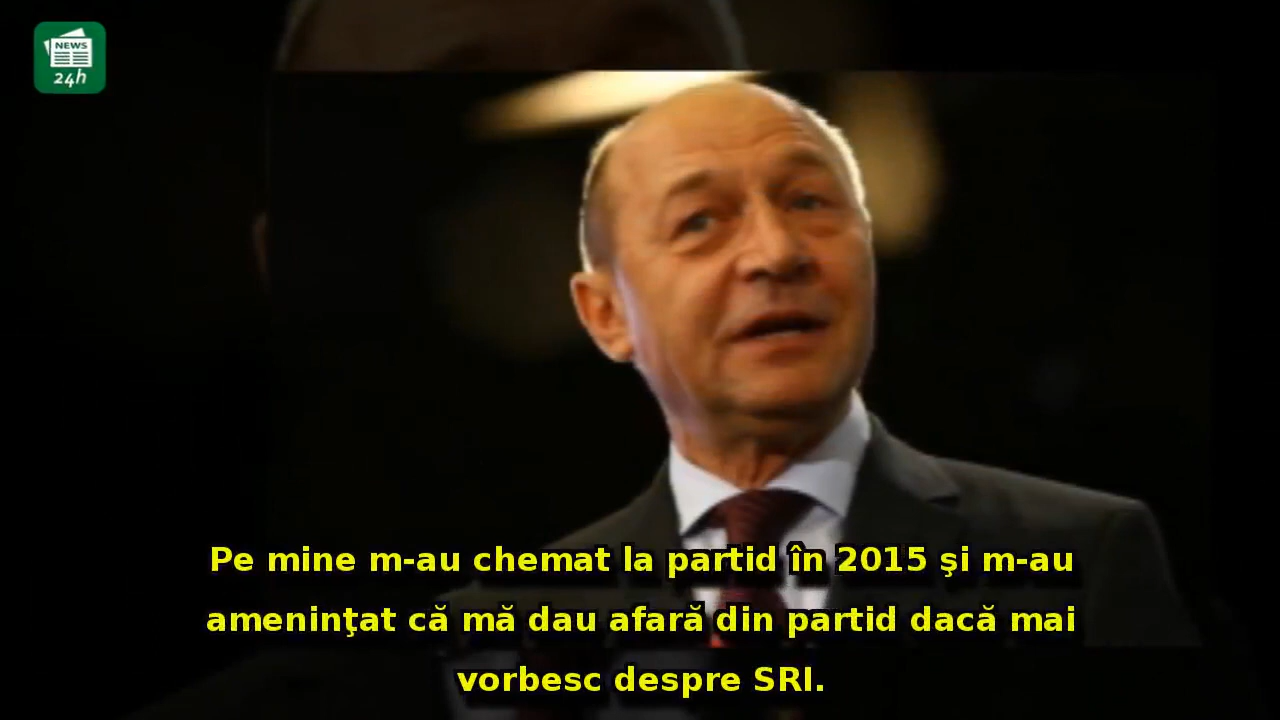 NEWS
24h
Pe mine m-au chemat la partid în 2015 şi m-au
ameninţat că mă dau afară din partid dacă mai
vorbesc despre SRI.